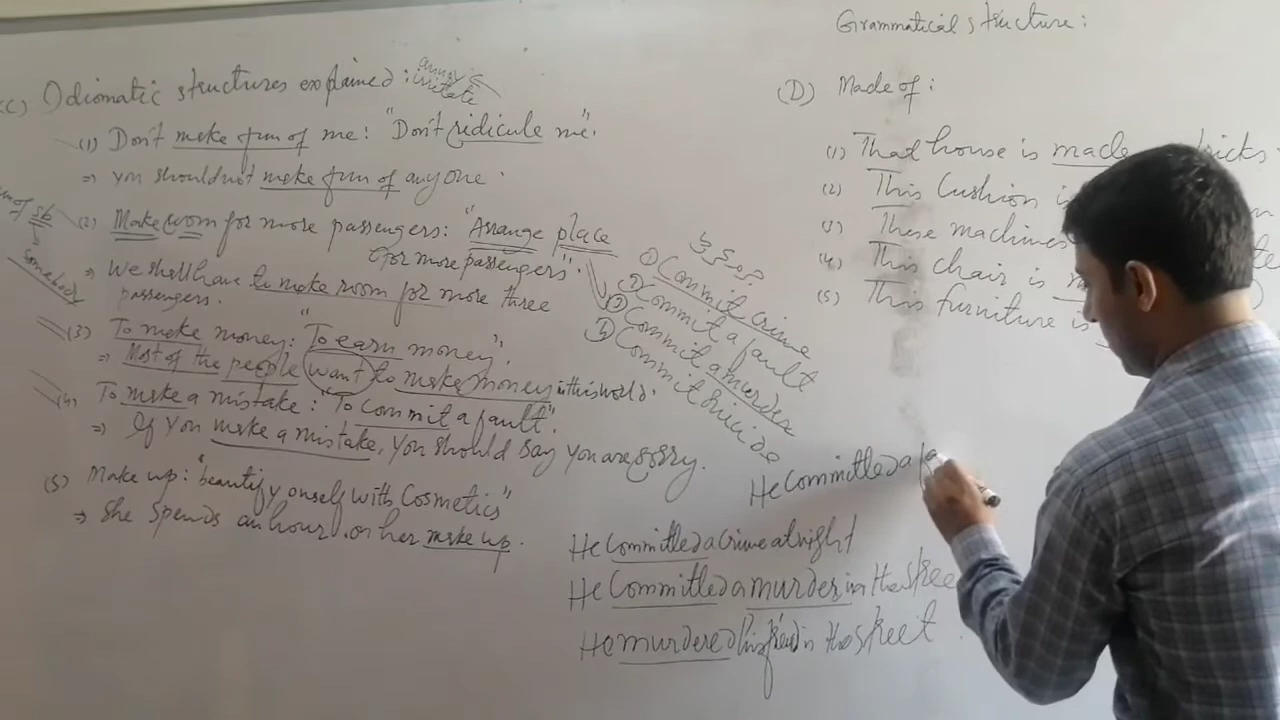 Grammatical structure:
(C) Idiomatic structures explained:
annoy
irritate
(1) Don't make fun of me: "Don't ridicule me".
⇒ you should not make fun of anyone.
(2) Make room for more passengers: "Arrange place
for more passengers".
⇒ We shall have to make room for more three
passengers.
(3) To make money: "To earn money".
⇒ Most of the people want to make money in this world.
(4) To make a mistake: "To commit a fault".
⇒ If you make a mistake, you should say you are sorry.
(5) Make up: "beautify onself with Cosmetics"
⇒ She spends an hour on her make up.
of sb
somebody
① Commit crime
② Commit a fault
③ Commit a murder
Commit Suicide
He committed a fa
He committed a crime at night
He Committed a murder in the stree
He murdered his friend in the street
(D) Made of:
(1) That house is made bricks
(2) This Cushion is
(3) These machines
(4) This chair is m
(5) This furniture is